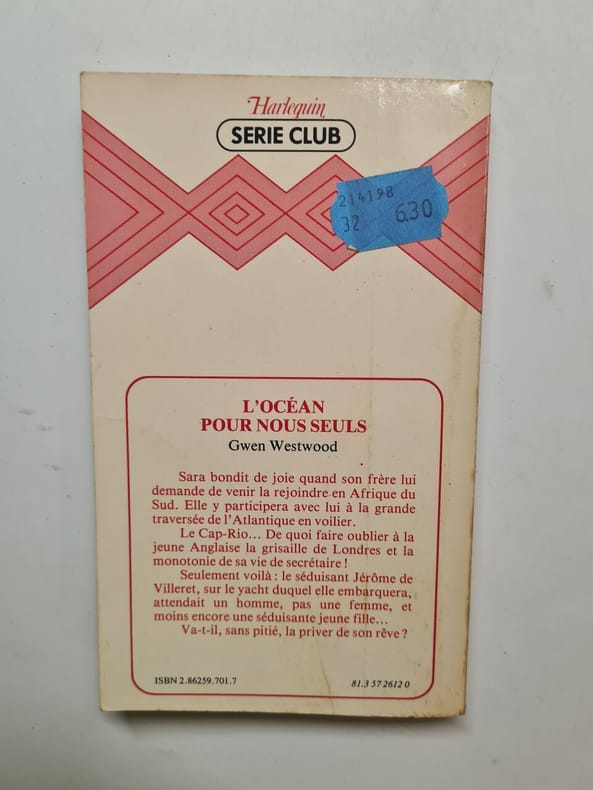 Harlequin
SERIE CLUB
214198
32 6.30
L'OCÉAN
POUR NOUS SEULS
Gwen Westwood
Sara bondit de joie quand son frère lui
demande de venir la rejoindre en Afrique du
Sud. Elle y participera avec lui à la grande
traversée de l'Atlantique en voilier.
Le Cap-Rio... De quoi faire oublier à la
jeune Anglaise la grisaille de Londres et la
monotonie de sa vie de secrétaire !
Seulement voilà : le séduisant Jérôme de
Villeret, sur le yacht duquel elle embarquera,
attendait un homme, pas une femme, et
moins encore une séduisante jeune fille...
Va-t-il, sans pitié, la priver de son rêve ?
ISBN 2.86259.701.7 81.3 57 2612 0